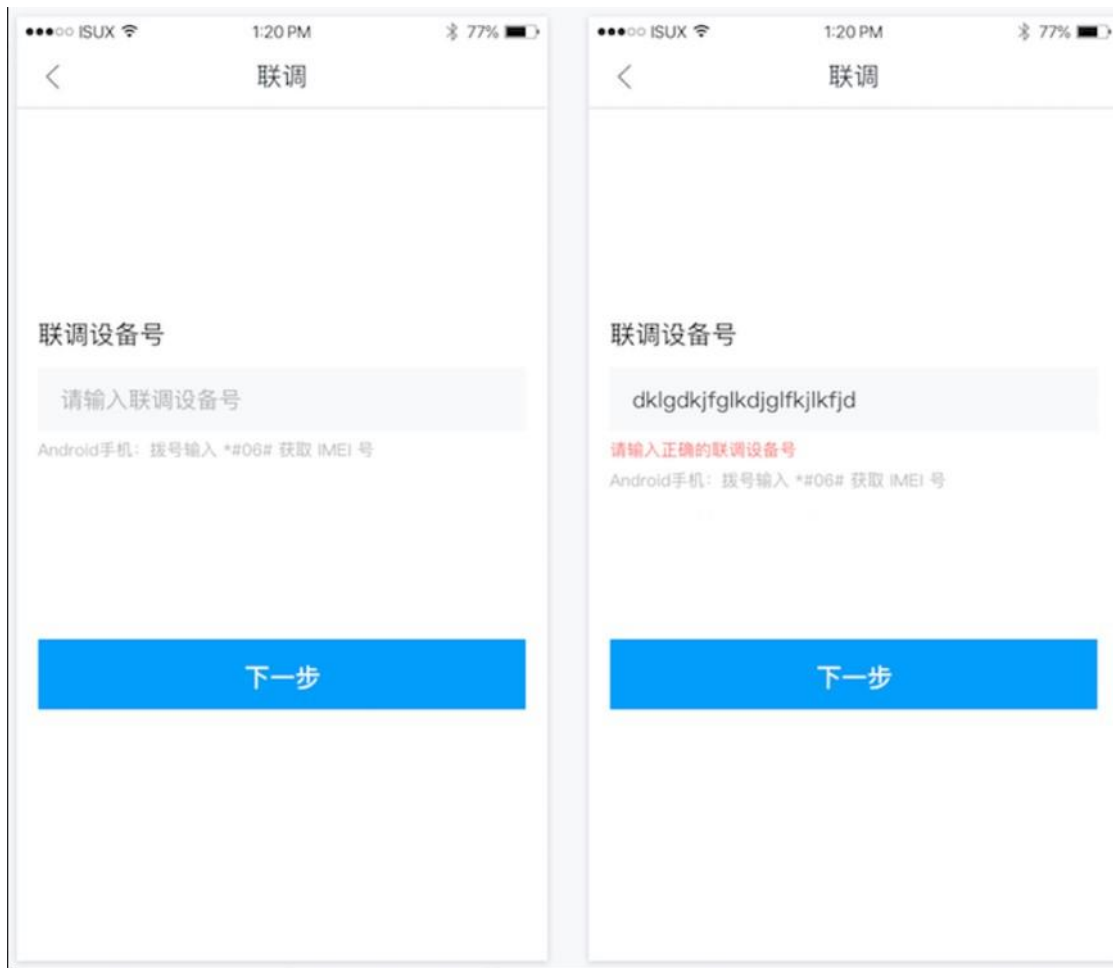 ISUX 1:20 PM 77%
联调
联调设备号
请输入联调设备号
Android手机：拨号输入 *#06# 获取 IMEI 号
下一步
ISUX 1:20 PM 77%
联调
联调设备号
dklgdkjfglkdjglfkjlkfjd
请输入正确的联调设备号
Android手机：拨号输入 *#06# 获取 IMEI 号
下一步